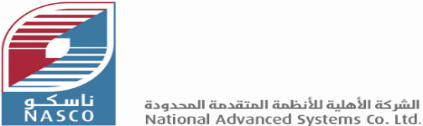 ناسكو
NASCO
الشركة الأهلية للأنظمة المتقدمة المحدودة
National Advanced Systems Co. Ltd.